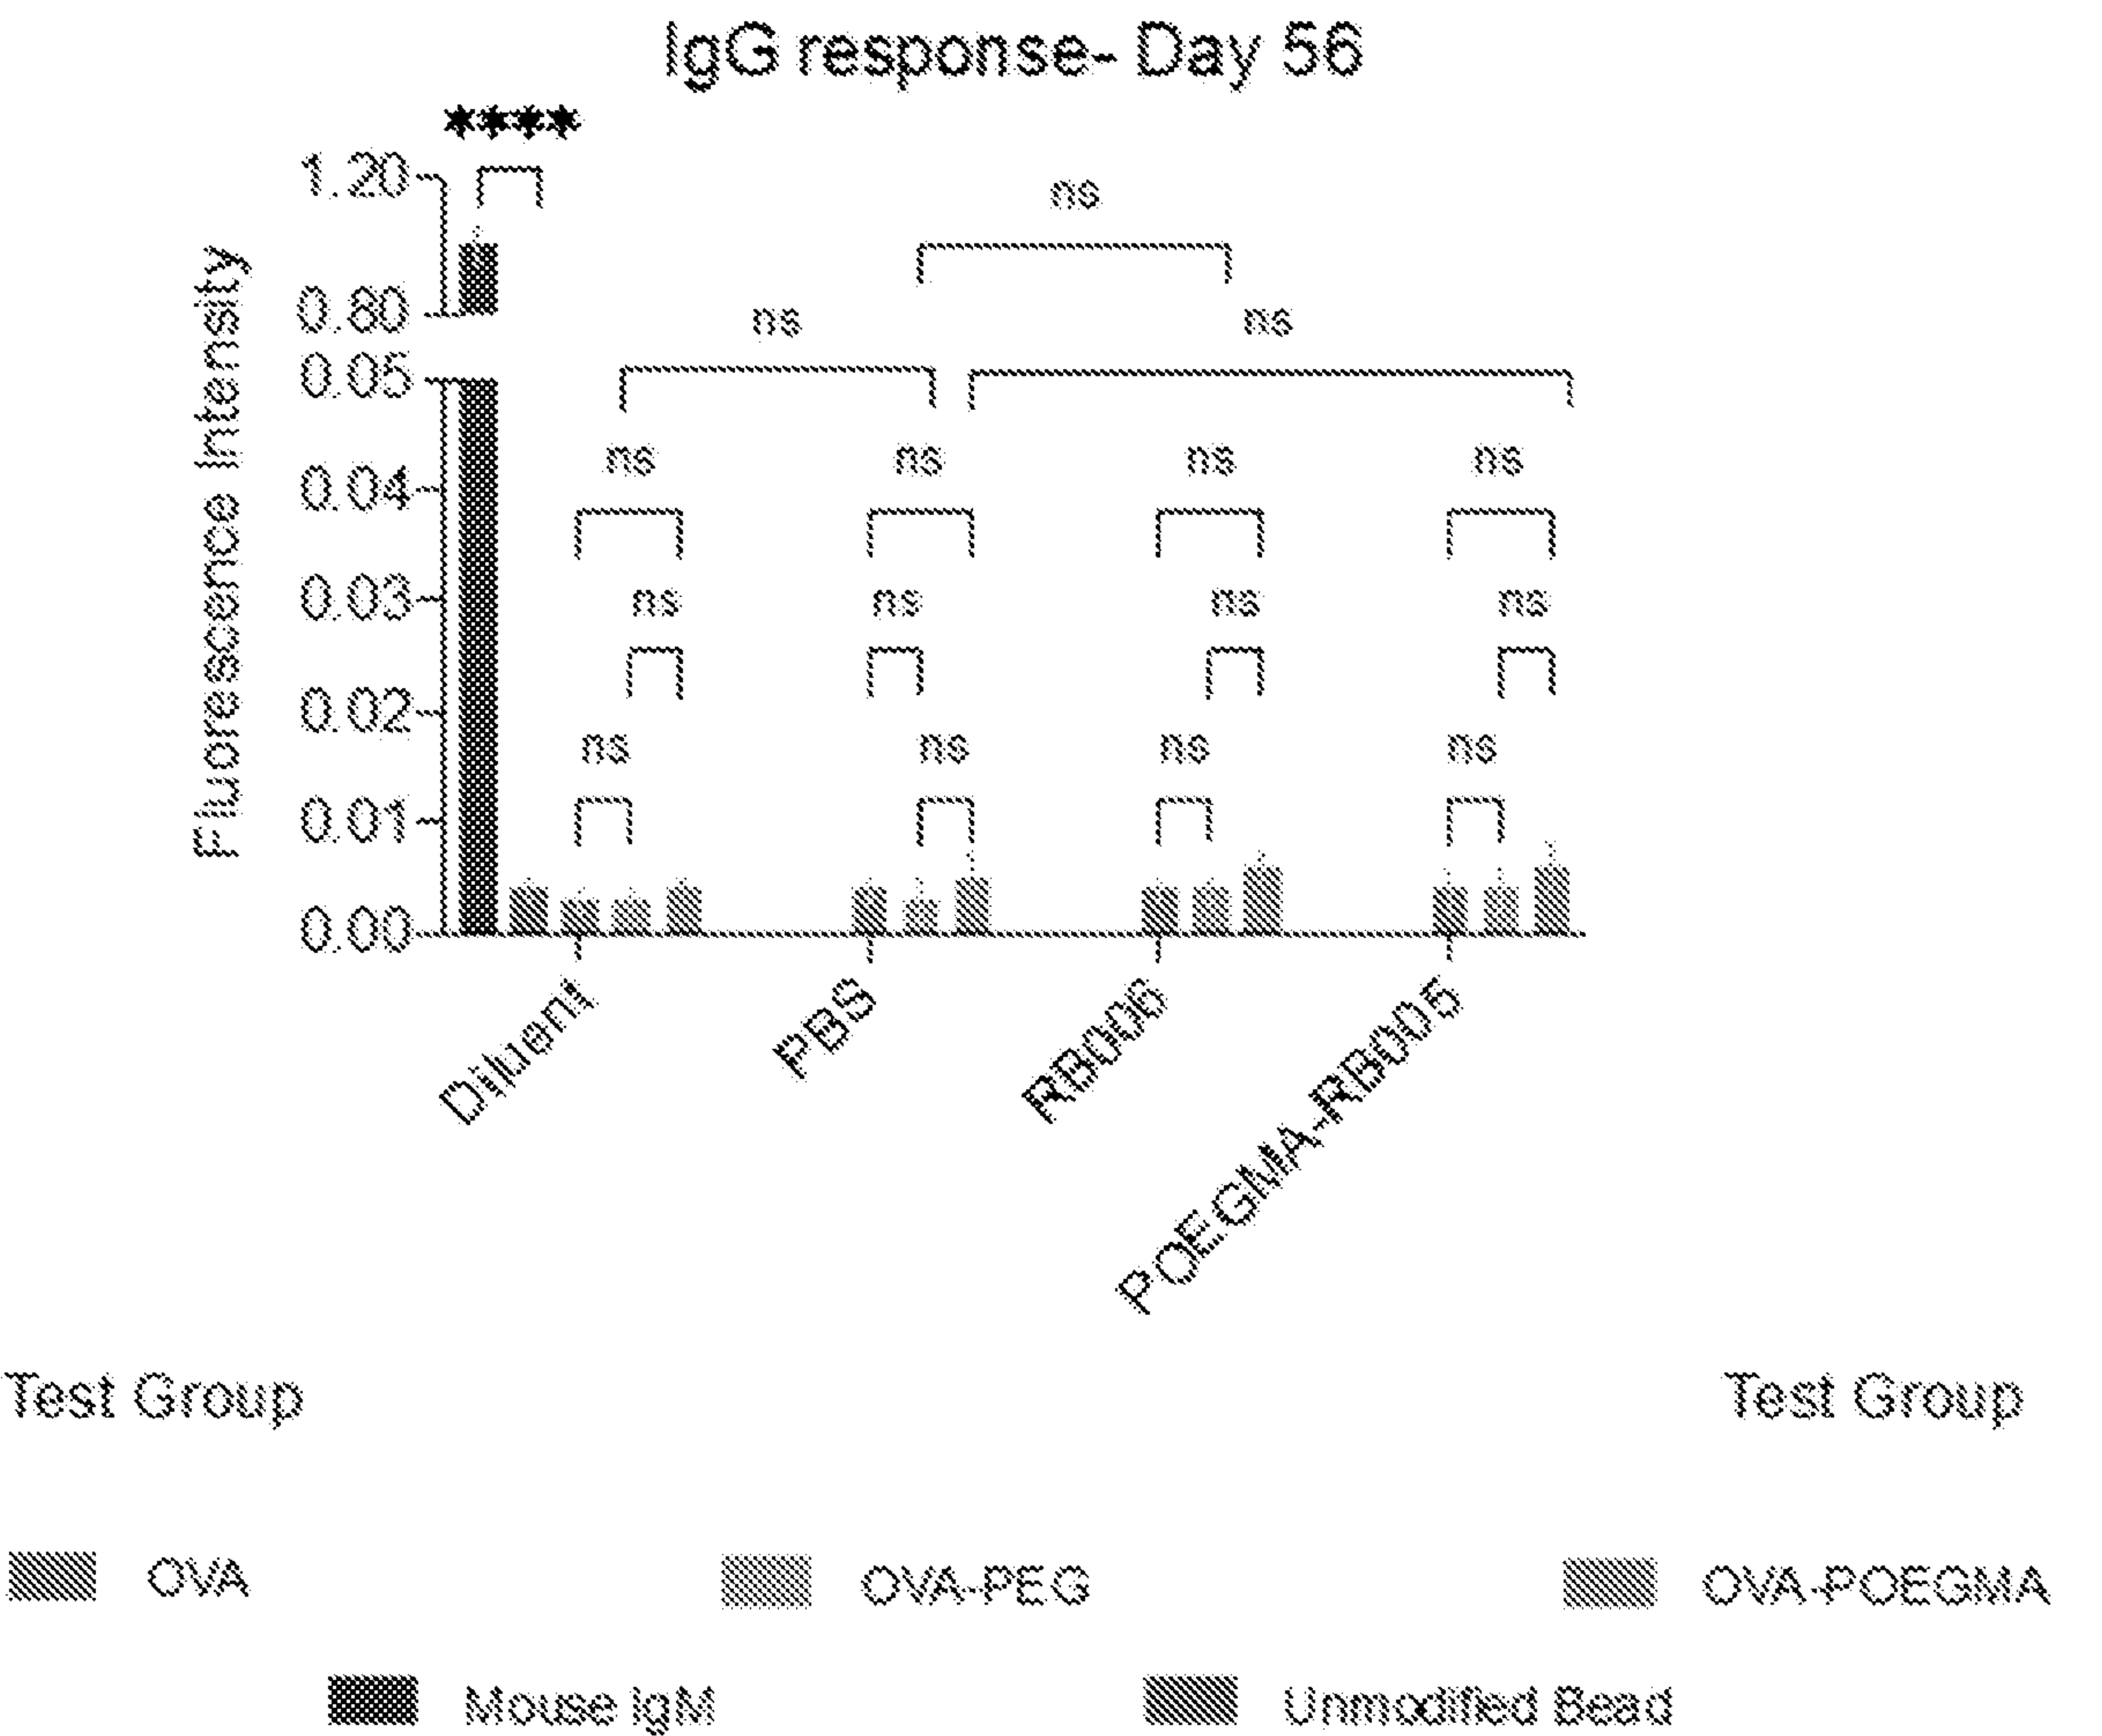 IgG response- Day 56
****
1.20
ns
0.80
ns ns
0.05
ns ns ns ns
0.04
0.03
ns ns ns ns
0.02
ns ns ns ns
0.01
0.00
Fluorescence Intensity
Diluent
PBS
RB006
POEGMA-RB005
Test Group Test Group
OVA OVA-PEG OVA-POEGMA
Mouse IgM Unmodified Bead